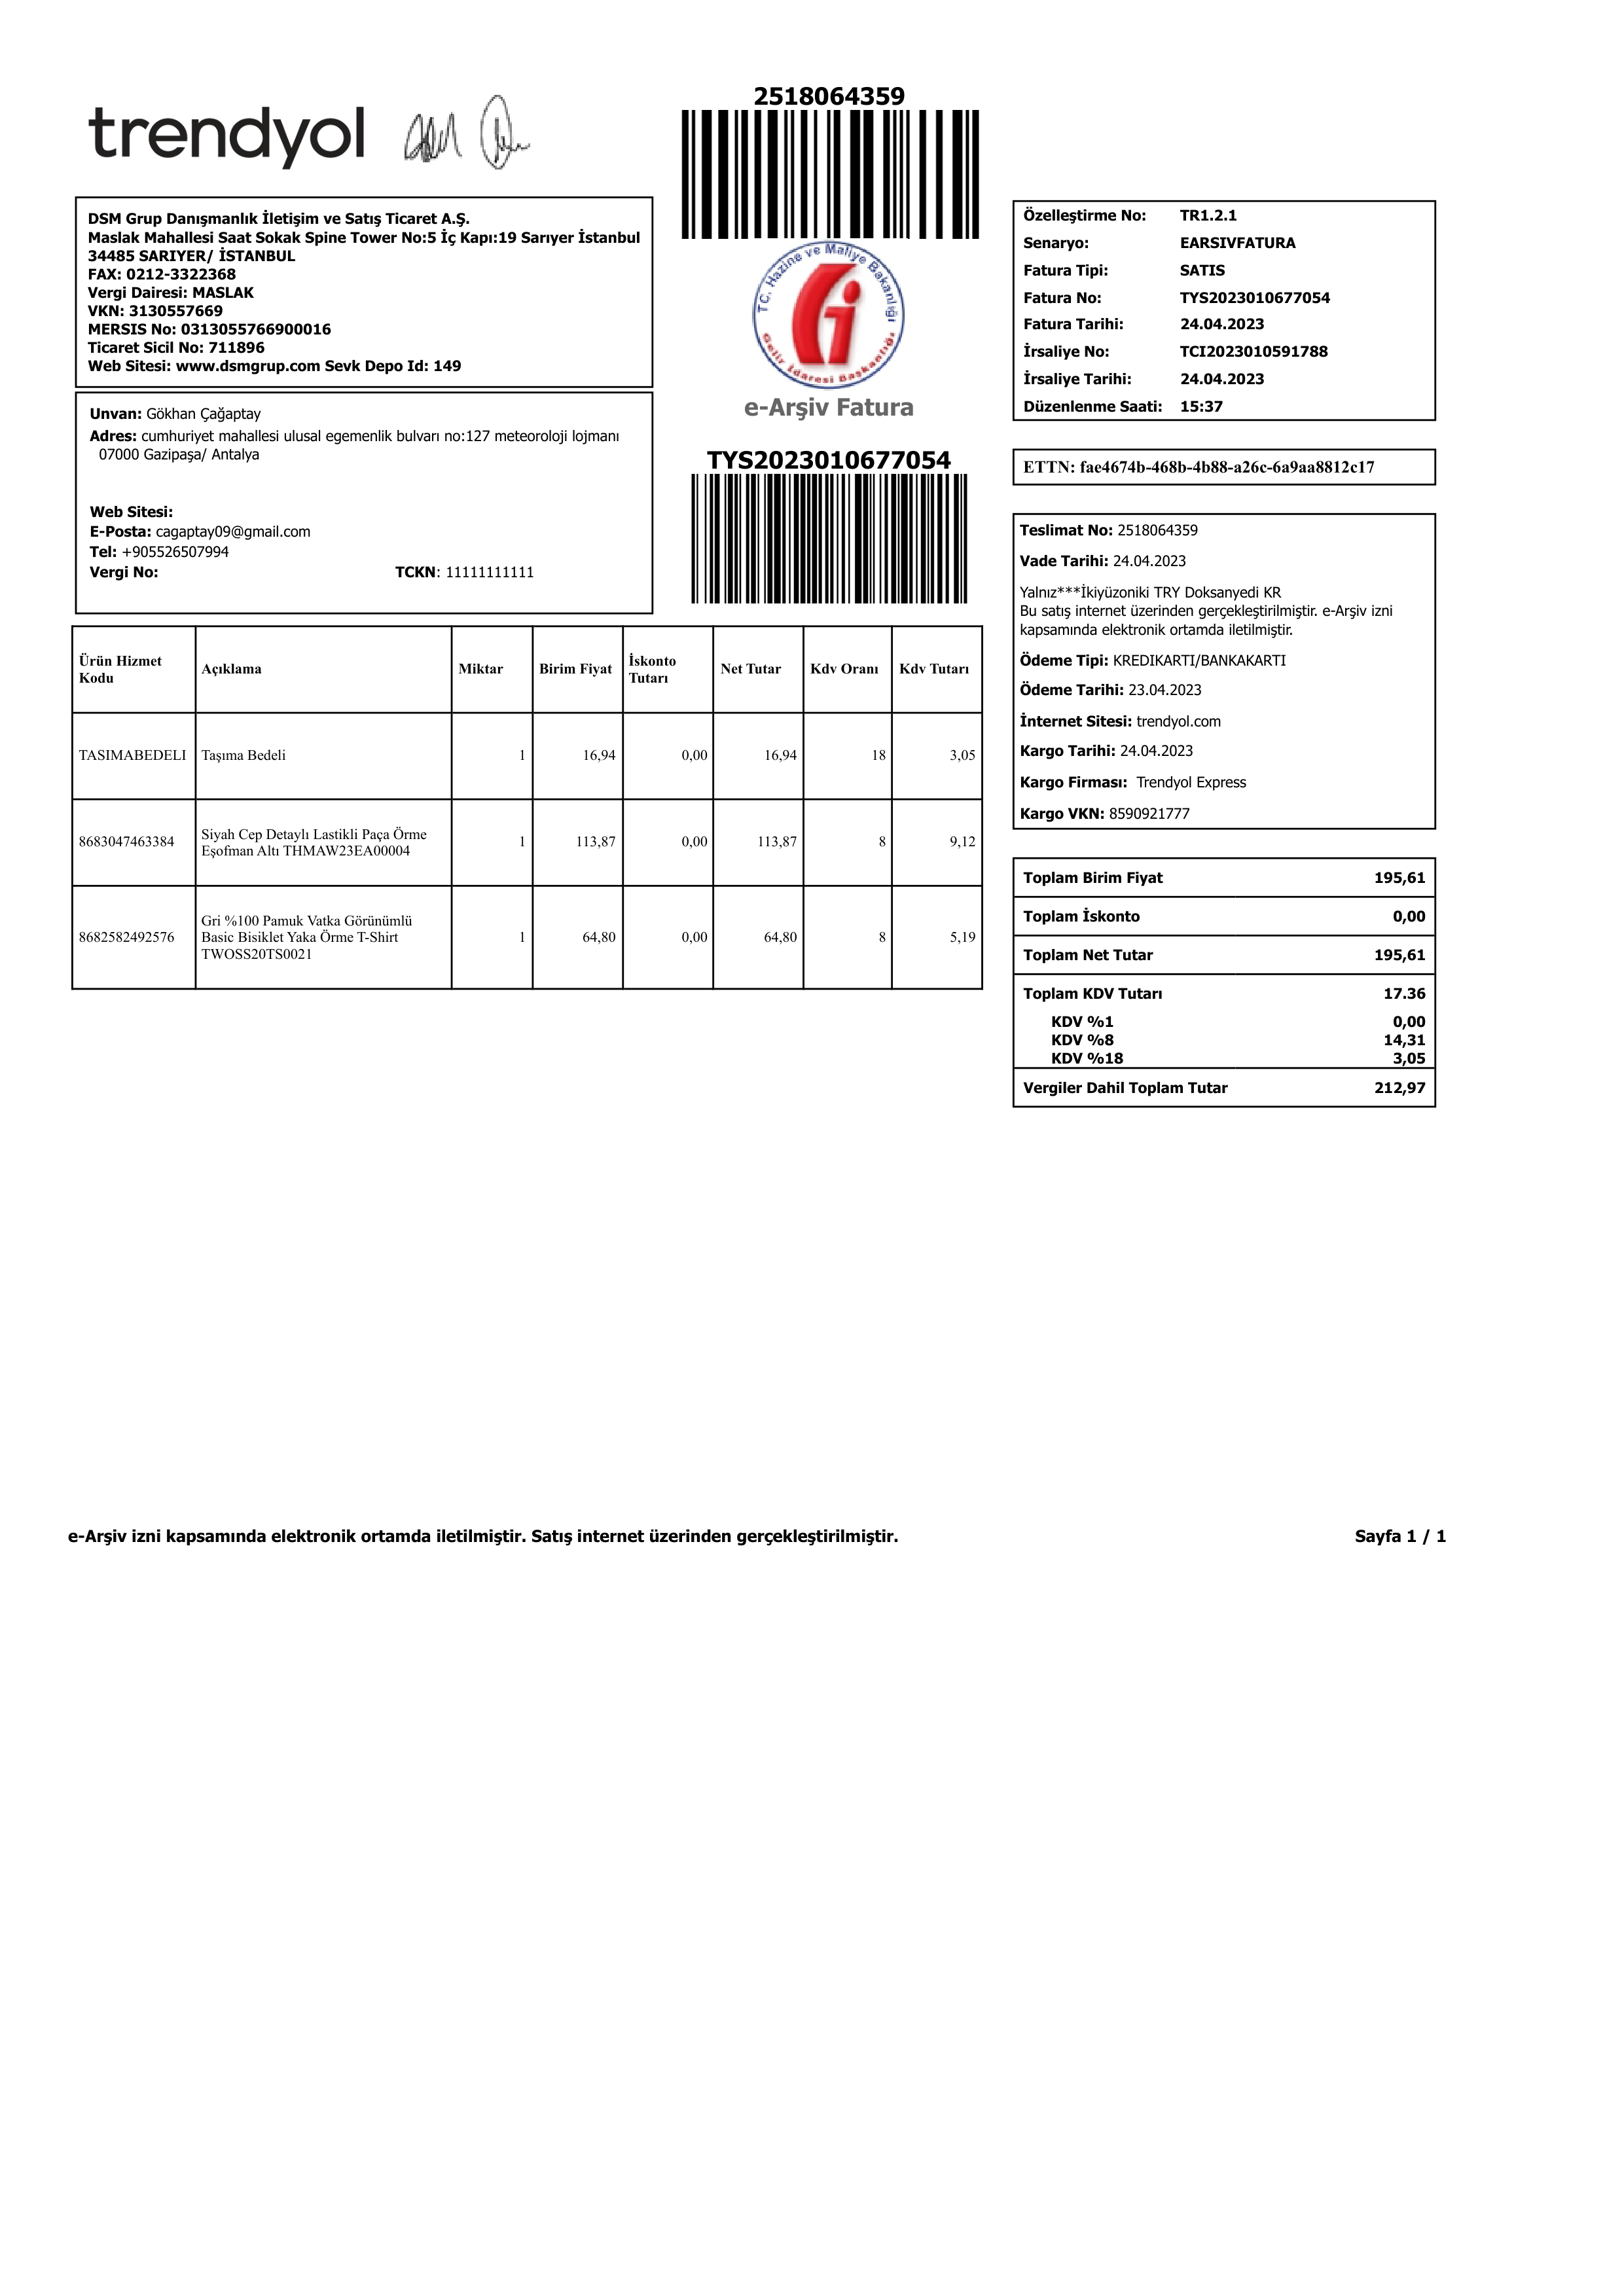 trendyol
2518064359
DSM Grup Danışmanlık İletişim ve Satış Ticaret A.Ş.
Maslak Mahallesi Saat Sokak Spine Tower No:5 İç Kapı:19 Sarıyer İstanbul
34485 SARIYER/ İSTANBUL
FAX: 0212-3322368
Vergi Dairesi: MASLAK
VKN: 3130557669
MERSIS No: 0313055766900016
Ticaret Sicil No: 711896
Web Sitesi: www.dsmgrup.com Sevk Depo Id: 149
Unvan: Gökhan Çağaptay
Adres: cumhuriyet mahallesi ulusal egemenlik bulvarı no:127 meteoroloji lojmanı
07000 Gazipaşa/ Antalya
Web Sitesi:
E-Posta: cagaptay09@gmail.com
Tel: +905526507994
Vergi No: TCKN: 11111111111
T.C. Hazine ve Maliye Bakanlığı
Gelir İdaresi Başkanlığı
e-Arşiv Fatura
TYS2023010677054
Özelleştirme No: TR1.2.1
Senaryo: EARSIVFATURA
Fatura Tipi: SATIS
Fatura No: TYS2023010677054
Fatura Tarihi: 24.04.2023
İrsaliye No: TCI2023010591788
İrsaliye Tarihi: 24.04.2023
Düzenlenme Saati: 15:37
ETTN: fae4674b-468b-4b88-a26c-6a9aa8812c17
Teslimat No: 2518064359
Vade Tarihi: 24.04.2023
Yalnız***İkiyüzoniki TRY Doksanyedi KR
Bu satış internet üzerinden gerçekleştirilmiştir. e-Arşiv izni
kapsamında elektronik ortamda iletilmiştir.
Ödeme Tipi: KREDIKARTI/BANKAKARTI
Ödeme Tarihi: 23.04.2023
İnternet Sitesi: trendyol.com
Kargo Tarihi: 24.04.2023
Kargo Firması: Trendyol Express
Kargo VKN: 8590921777
Ürün Hizmet Kodu Açıklama Miktar Birim Fiyat İskonto Tutarı Net Tutar Kdv Oranı Kdv Tutarı
TASIMABEDELI Taşıma Bedeli 1 16,94 0,00 16,94 18 3,05
8683047463384 Siyah Cep Detaylı Lastikli Paça Örme
Eşofman Altı THMAW23EA00004 1 113,87 0,00 113,87 8 9,12
Gri %100 Pamuk Vatka Görünümlü
8682582492576 Basic Bisiklet Yaka Örme T-Shirt 1 64,80 0,00 64,80 8 5,19
TWOSS20TS0021
Toplam Birim Fiyat 195,61
Toplam İskonto 0,00
Toplam Net Tutar 195,61
Toplam KDV Tutarı 17.36
KDV %1 0,00
KDV %8 14,31
KDV %18 3,05
Vergiler Dahil Toplam Tutar 212,97
e-Arşiv izni kapsamında elektronik ortamda iletilmiştir. Satış internet üzerinden gerçekleştirilmiştir. Sayfa 1 / 1